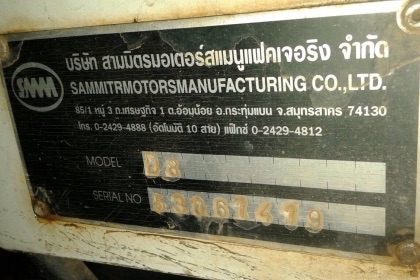 SMM
บริษัท สามมิตรมอเตอร์สแมนูแฟคเจอริง จำกัด
SAMMITRMOTORSMANUFACTURING CO.,LTD.
85/1 หมู่ 3 ถ.เศรษฐกิจ 1 ต.อ้อมน้อย อ.กระทุ่มแบน จ.สมุทรสาคร 74130
โทร. 0-2429-4888 (อัตโนมัติ 10 สาย) แฟ็กซ์ 0-2429-4812
MODEL
SERIAL NO